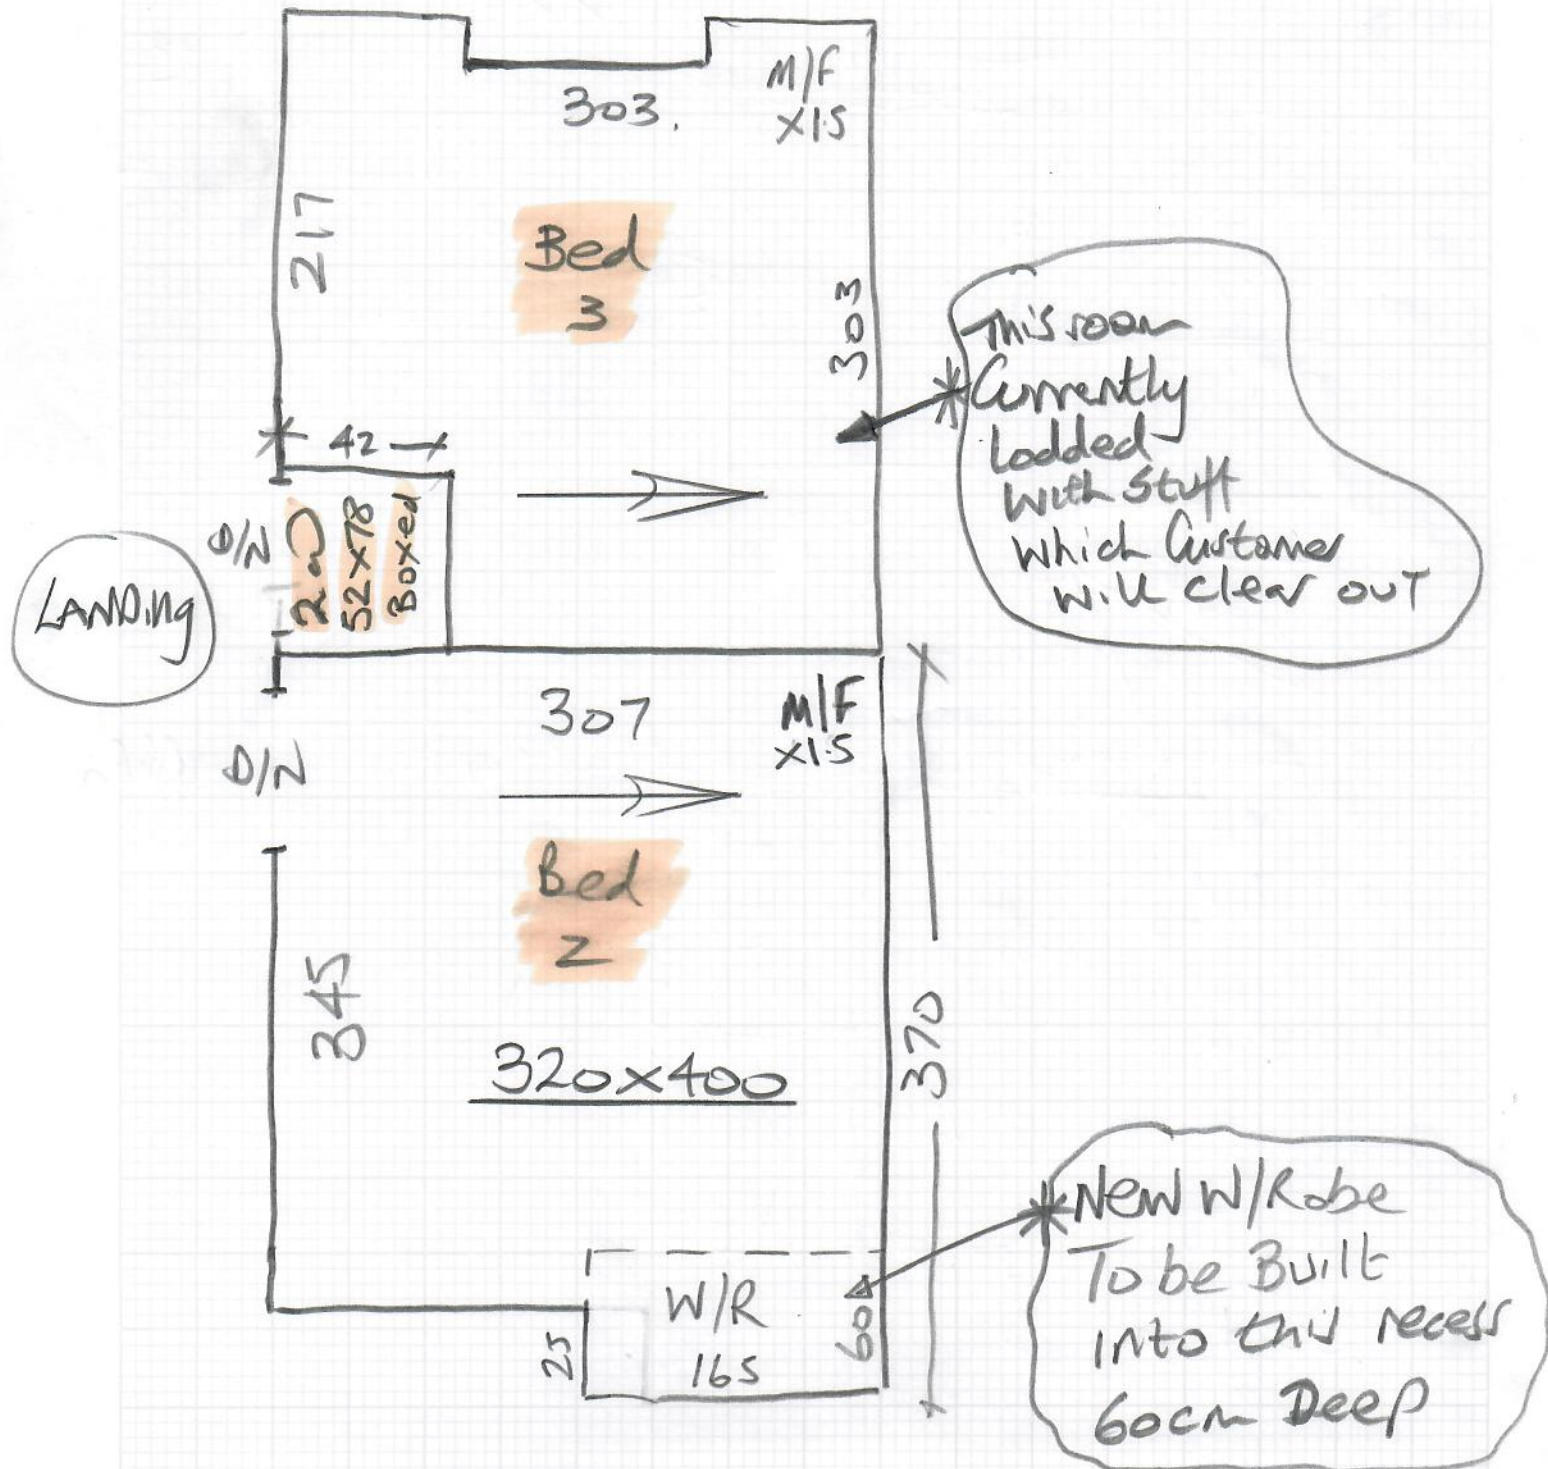 M/F
X1.5
303.
217
Bed
3
303
This room
Currently
Lodded
With Stuff
which Customer
will clear out
42
D/N
52x78
Boxed
LANDing
307
M/F
X1.5
D/N
Bed
2
345
320x400
370
New W/Robe
To be Built
into this recess
60cm Deep
W/R
60
25
165